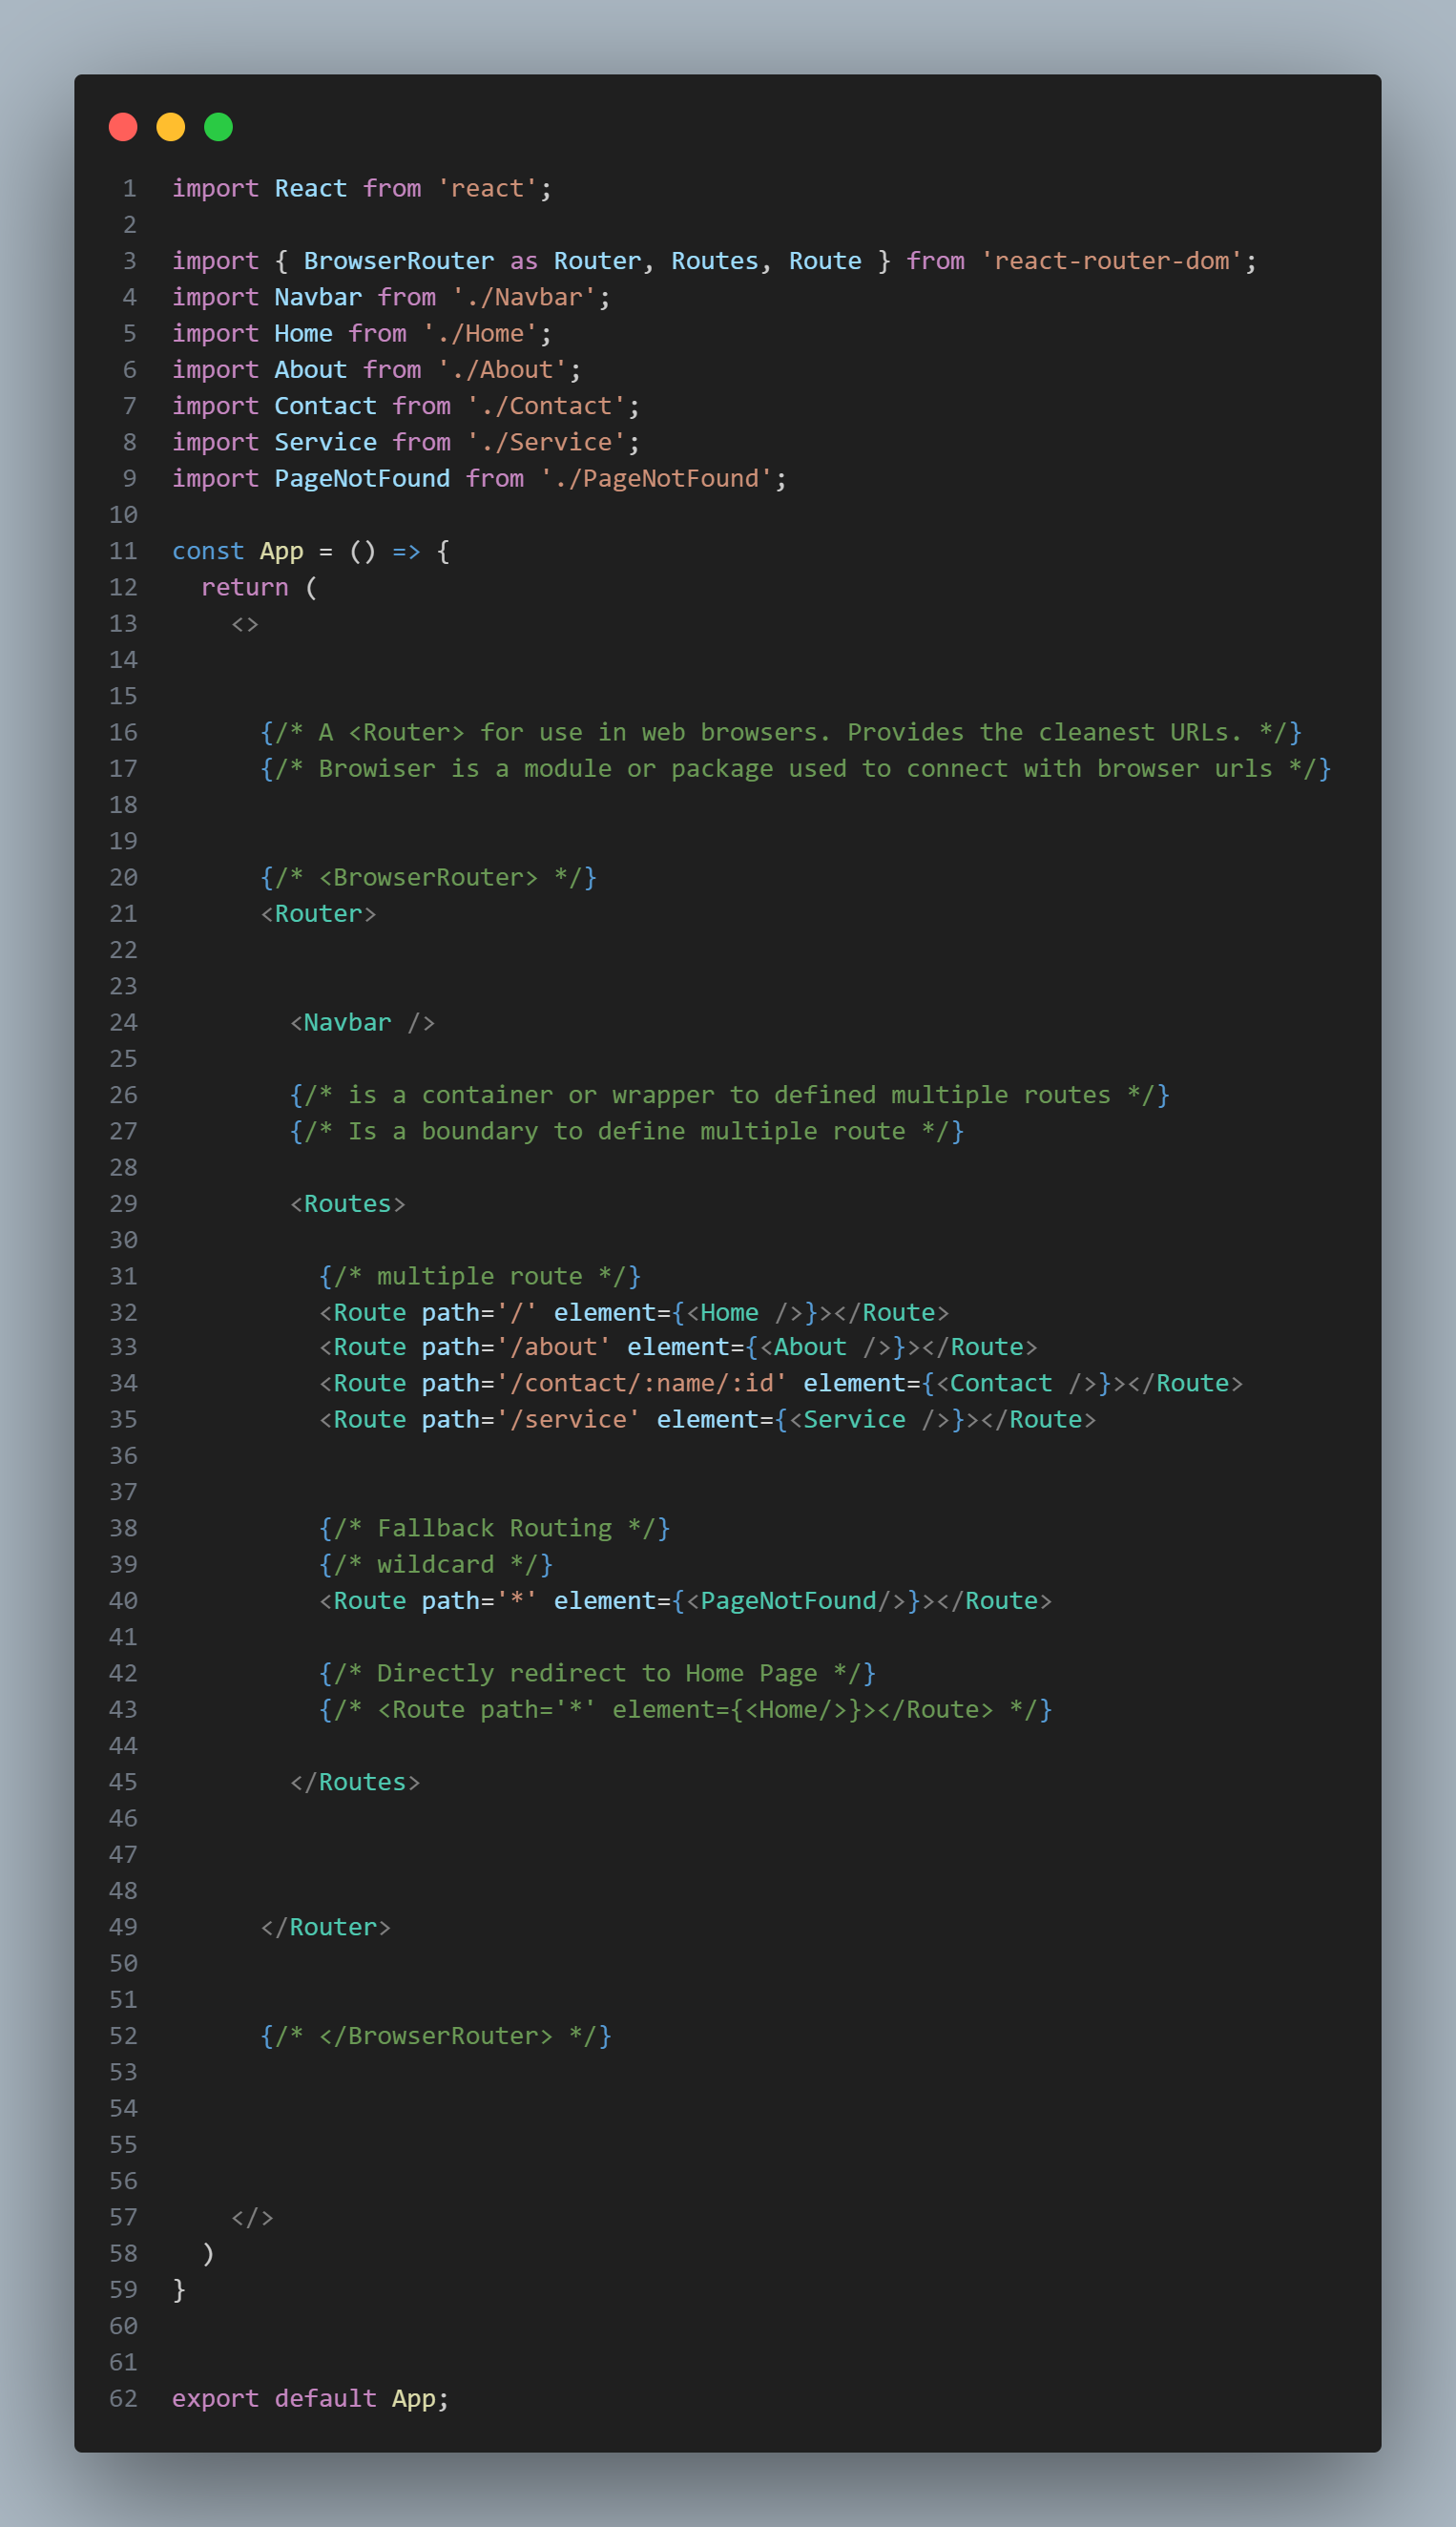 1 import React from 'react';
2
3 import { BrowserRouter as Router, Routes, Route } from 'react-router-dom';
4 import Navbar from './Navbar';
5 import Home from './Home';
6 import About from './About';
7 import Contact from './Contact';
8 import Service from './Service';
9 import PageNotFound from './PageNotFound';
10
11 const App = () => {
12   return (
13     <>
14
15
16       {/* A <Router> for use in web browsers. Provides the cleanest URLs. */}
17       {/* Browiser is a module or package used to connect with browser urls */}
18
19
20       {/* <BrowserRouter> */}
21       <Router>
22
23
24         <Navbar />
25
26         {/* is a container or wrapper to defined multiple routes */}
27         {/* Is a boundary to define multiple route */}
28
29         <Routes>
30
31           {/* multiple route */}
32           <Route path='/' element={<Home />}></Route>
33           <Route path='/about' element={<About />}></Route>
34           <Route path='/contact/:name/:id' element={<Contact />}></Route>
35           <Route path='/service' element={<Service />}></Route>
36
37
38           {/* Fallback Routing */}
39           {/* wildcard */}
40           <Route path='*' element={<PageNotFound/>}></Route>
41
42           {/* Directly redirect to Home Page */}
43           {/* <Route path='*' element={<Home/>}></Route> */}
44
45         </Routes>
46
47
48
49       </Router>
50
51
52       {/* </BrowserRouter> */}
53
54
55
56
57     </>
58   )
59 }
60
61
62 export default App;